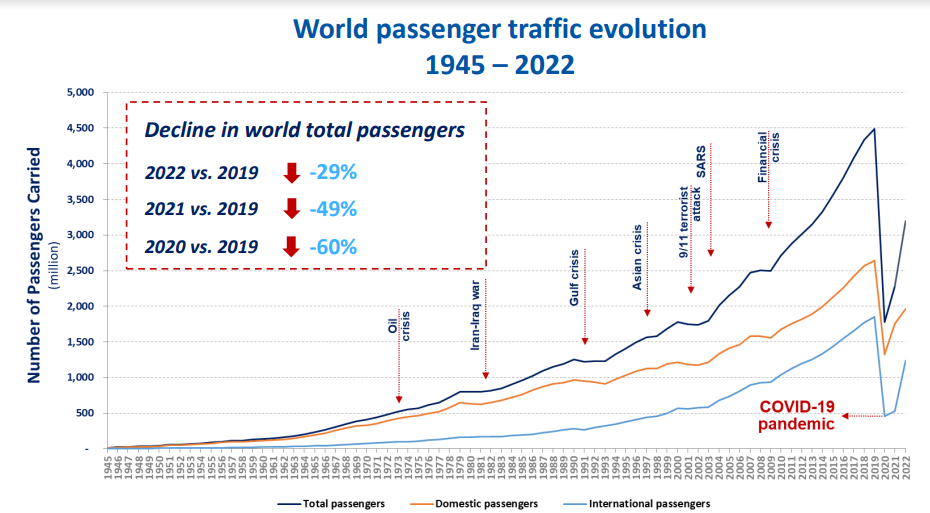 World passenger traffic evolution
1945 – 2022
Number of Passengers Carried
(million)
5,000
4,500
4,000
3,500
3,000
2,500
2,000
1,500
1,000
500
-
Decline in world total passengers
2022 vs. 2019 -29%
2021 vs. 2019 -49%
2020 vs. 2019 -60%
Oil
crisis
Iran-Iraq war
Gulf crisis
Asian crisis
9/11 terrorist
attack
SARS
Financial
crisis
COVID-19
pandemic
1945 1946 1947 1948 1949 1950 1951 1952 1953 1954 1955 1956 1957 1958 1959 1960 1961 1962 1963 1964 1965 1966 1967 1968 1969 1970 1971 1972 1973 1974 1975 1976 1977 1978 1979 1980 1981 1982 1983 1984 1985 1986 1987 1988 1989 1990 1991 1992 1993 1994 1995 1996 1997 1998 1999 2000 2001 2002 2003 2004 2005 2006 2007 2008 2009 2010 2011 2012 2013 2014 2015 2016 2017 2018 2019 2020 2021 2022
Total passengers Domestic passengers International passengers